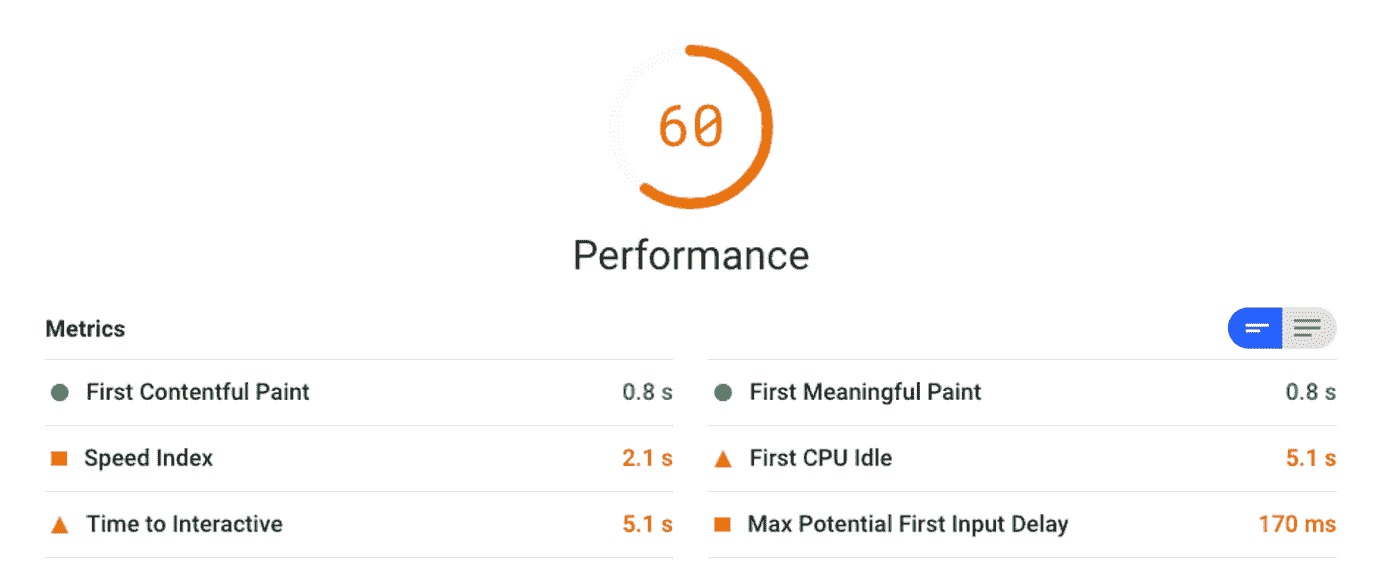 60
Performance
Metrics
First Contentful Paint 0.8 s
First Meaningful Paint 0.8 s
Speed Index 2.1 s
First CPU Idle 5.1 s
Time to Interactive 5.1 s
Max Potential First Input Delay 170 ms